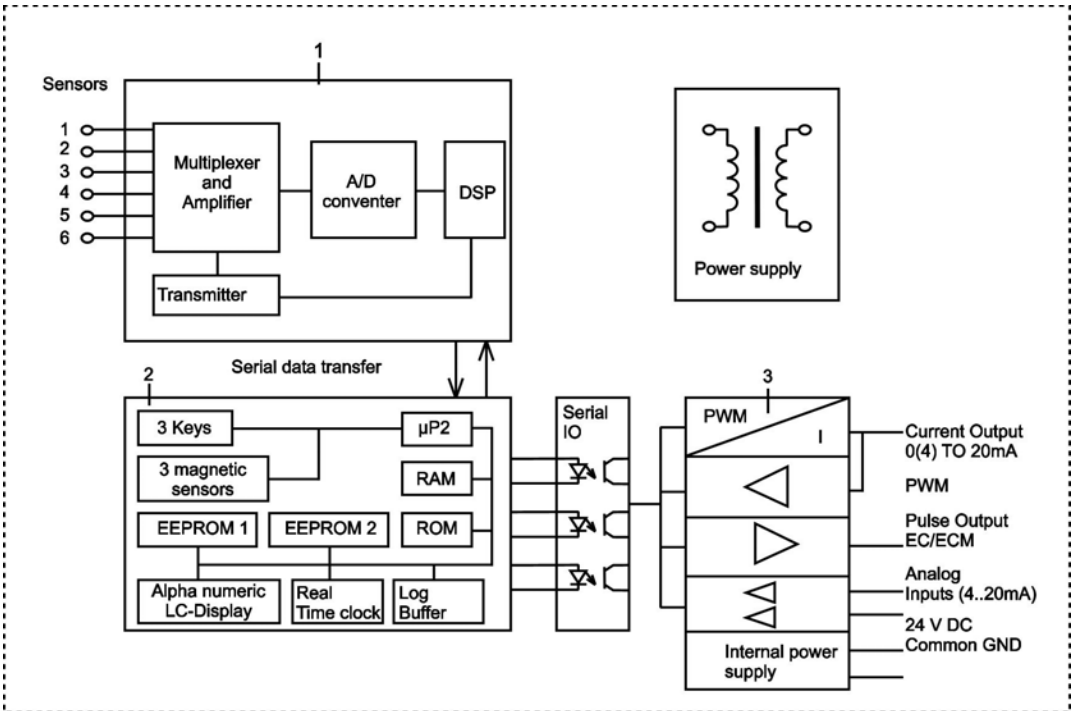 1
Sensors
1
2
3
4
5
6
Multiplexer
and
Amplifier
A/D
conventer
DSP
Transmitter
Power supply
Serial data transfer
2
3 Keys
µP2
3 magnetic
sensors
RAM
EEPROM 1
EEPROM 2
ROM
Alpha numeric
LC-Display
Real
Time clock
Log
Buffer
Serial
IO
3
PWM
I
Internal power
supply
Current Output
0(4) TO 20mA
PWM
Pulse Output
EC/ECM
Analog
Inputs (4..20mA)
24 V DC
Common GND